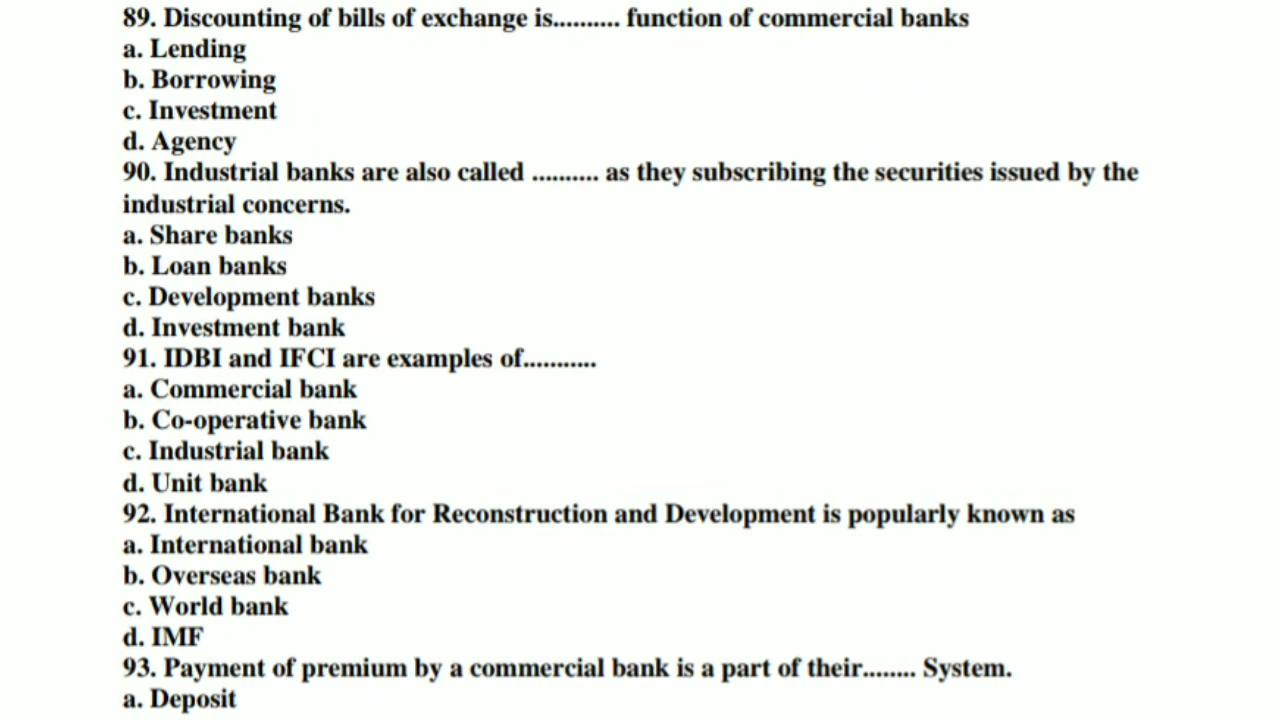 89. Discounting of bills of exchange is.......... function of commercial banks
a. Lending
b. Borrowing
c. Investment
d. Agency
90. Industrial banks are also called .......... as they subscribing the securities issued by the
industrial concerns.
a. Share banks
b. Loan banks
c. Development banks
d. Investment bank
91. IDBI and IFCI are examples of...........
a. Commercial bank
b. Co-operative bank
c. Industrial bank
d. Unit bank
92. International Bank for Reconstruction and Development is popularly known as
a. International bank
b. Overseas bank
c. World bank
d. IMF
93. Payment of premium by a commercial bank is a part of their........ System.
a. Deposit